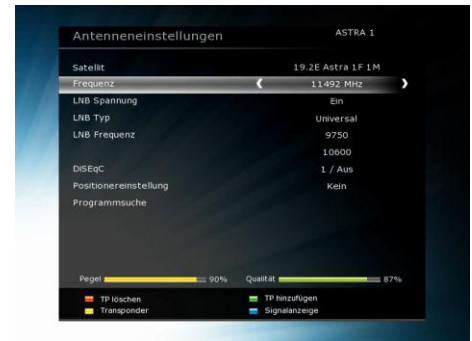 Antenneneinstellungen
ASTRA 1
Satellit 19.2E Astra 1F 1M
Frequenz 11492 MHz
LNB Spannung Ein
LNB Typ Universal
LNB Frequenz 9750
10600
DiSEqC 1 / Aus
Positionereinstellung Kein
Programmsuche
Pegel 90% Qualität 87%
TP löschen TP hinzufügen
Transponder Signalanzeige